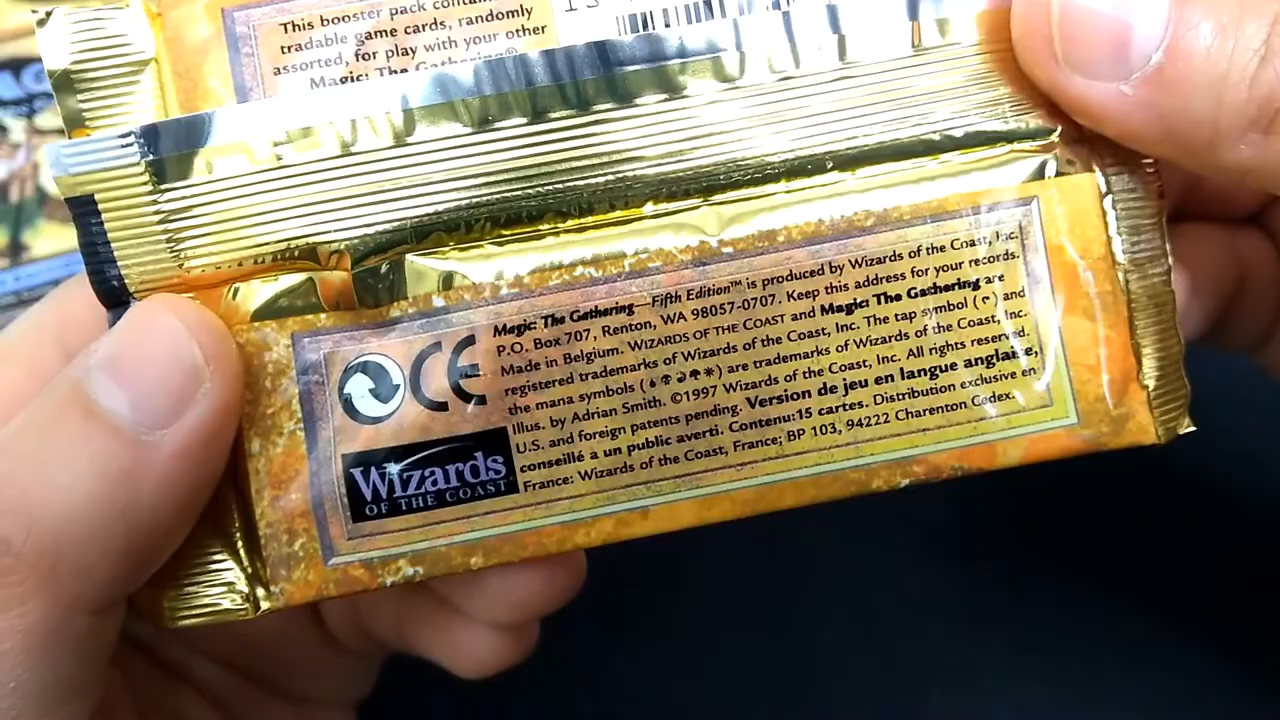 This booster pack
tradable game cards, randomly
assorted, for play with your other
Magic: The Gathering®
CE
WIZARDS
OF THE COAST
Magic: The Gathering—Fifth Edition™ is produced by Wizards of the Coast, Inc.
P.O. Box 707, Renton, WA 98057-0707. Keep this address for your records.
Made in Belgium. WIZARDS OF THE COAST and Magic: The Gathering are
registered trademarks of Wizards of the Coast, Inc. The tap symbol ( ) and
the mana symbols ( ) are trademarks of Wizards of the Coast, Inc.
Illus. by Adrian Smith. ©1997 Wizards of the Coast, Inc. All rights reserved.
U.S. and foreign patents pending. Version de jeu en langue anglaise,
conseillé a un public averti. Contenu:15 cartes. Distribution exclusive en
France: Wizards of the Coast, France; BP 103, 94222 Charenton Cedex.